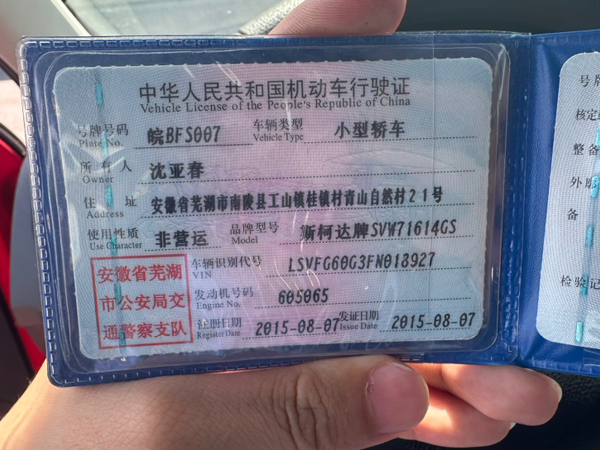 中华人民共和国机动车行驶证
Vehicle License of the People's Republic of China
号牌号码 皖BFS007 车辆类型 小型轿车
Plate No. Vehicle Type
所有人 沈亚春
Owner
住址 安徽省芜湖市南陵县工山镇桂镇村青山自然村21号
Address
使用性质 非营运 品牌型号 斯柯达牌SVW71614GS
Use Character Model
安徽省芜湖
市公安局交
通警察支队
车辆识别代号 LSVFG60G3FN018927
VIN
发动机号码 605065
Engine No.
注册日期 2015-08-07 发证日期 2015-08-07
Register Date Issue Date
号牌
核定
整备
外廓
备
检验记